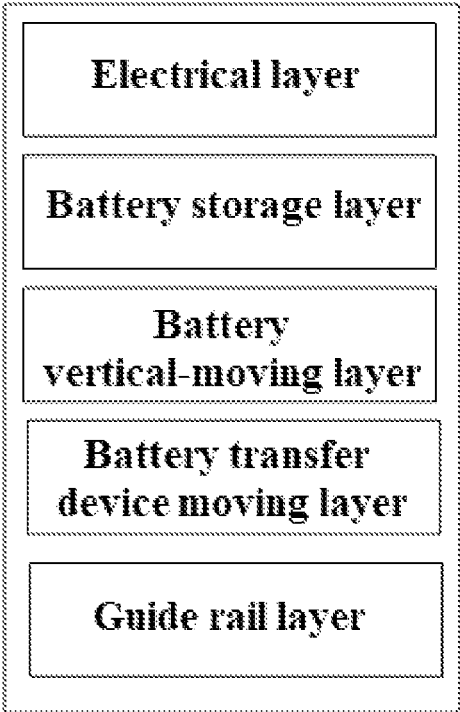 Electrical layer
Battery storage layer
Battery
vertical-moving layer
Battery transfer
device moving layer
Guide rail layer